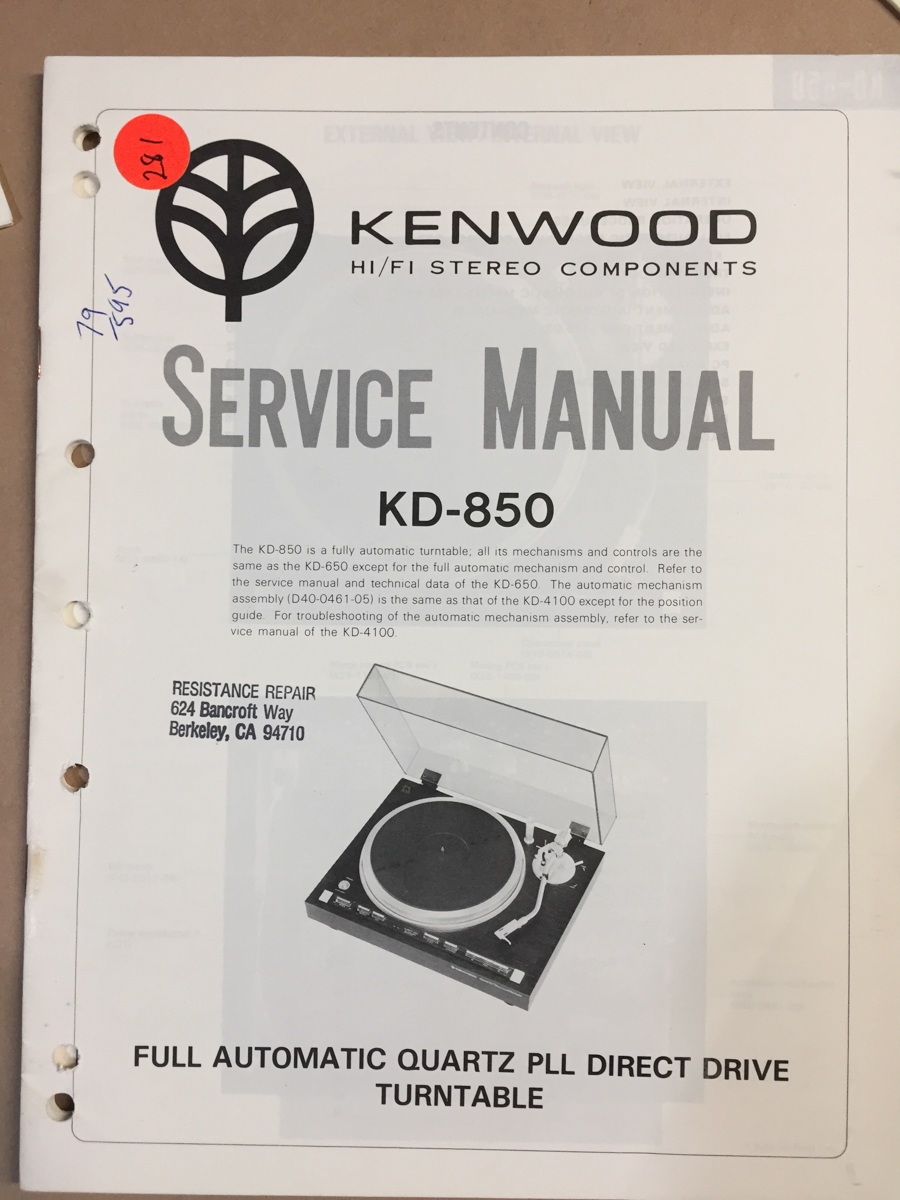 281
KENWOOD
HI/FI STEREO COMPONENTS
79
595
SERVICE MANUAL
KD-850
The KD-850 is a fully automatic turntable; all its mechanisms and controls are the
same as the KD-650 except for the full automatic mechanism and control. Refer to
the service manual and technical data of the KD-650. The automatic mechanism
assembly (D40-0461-05) is the same as that of the KD-4100 except for the position
guide. For troubleshooting of the automatic mechanism assembly, refer to the ser-
vice manual of the KD-4100.
RESISTANCE REPAIR
624 Bancroft Way
Berkeley, CA 94710
FULL AUTOMATIC QUARTZ PLL DIRECT DRIVE
TURNTABLE